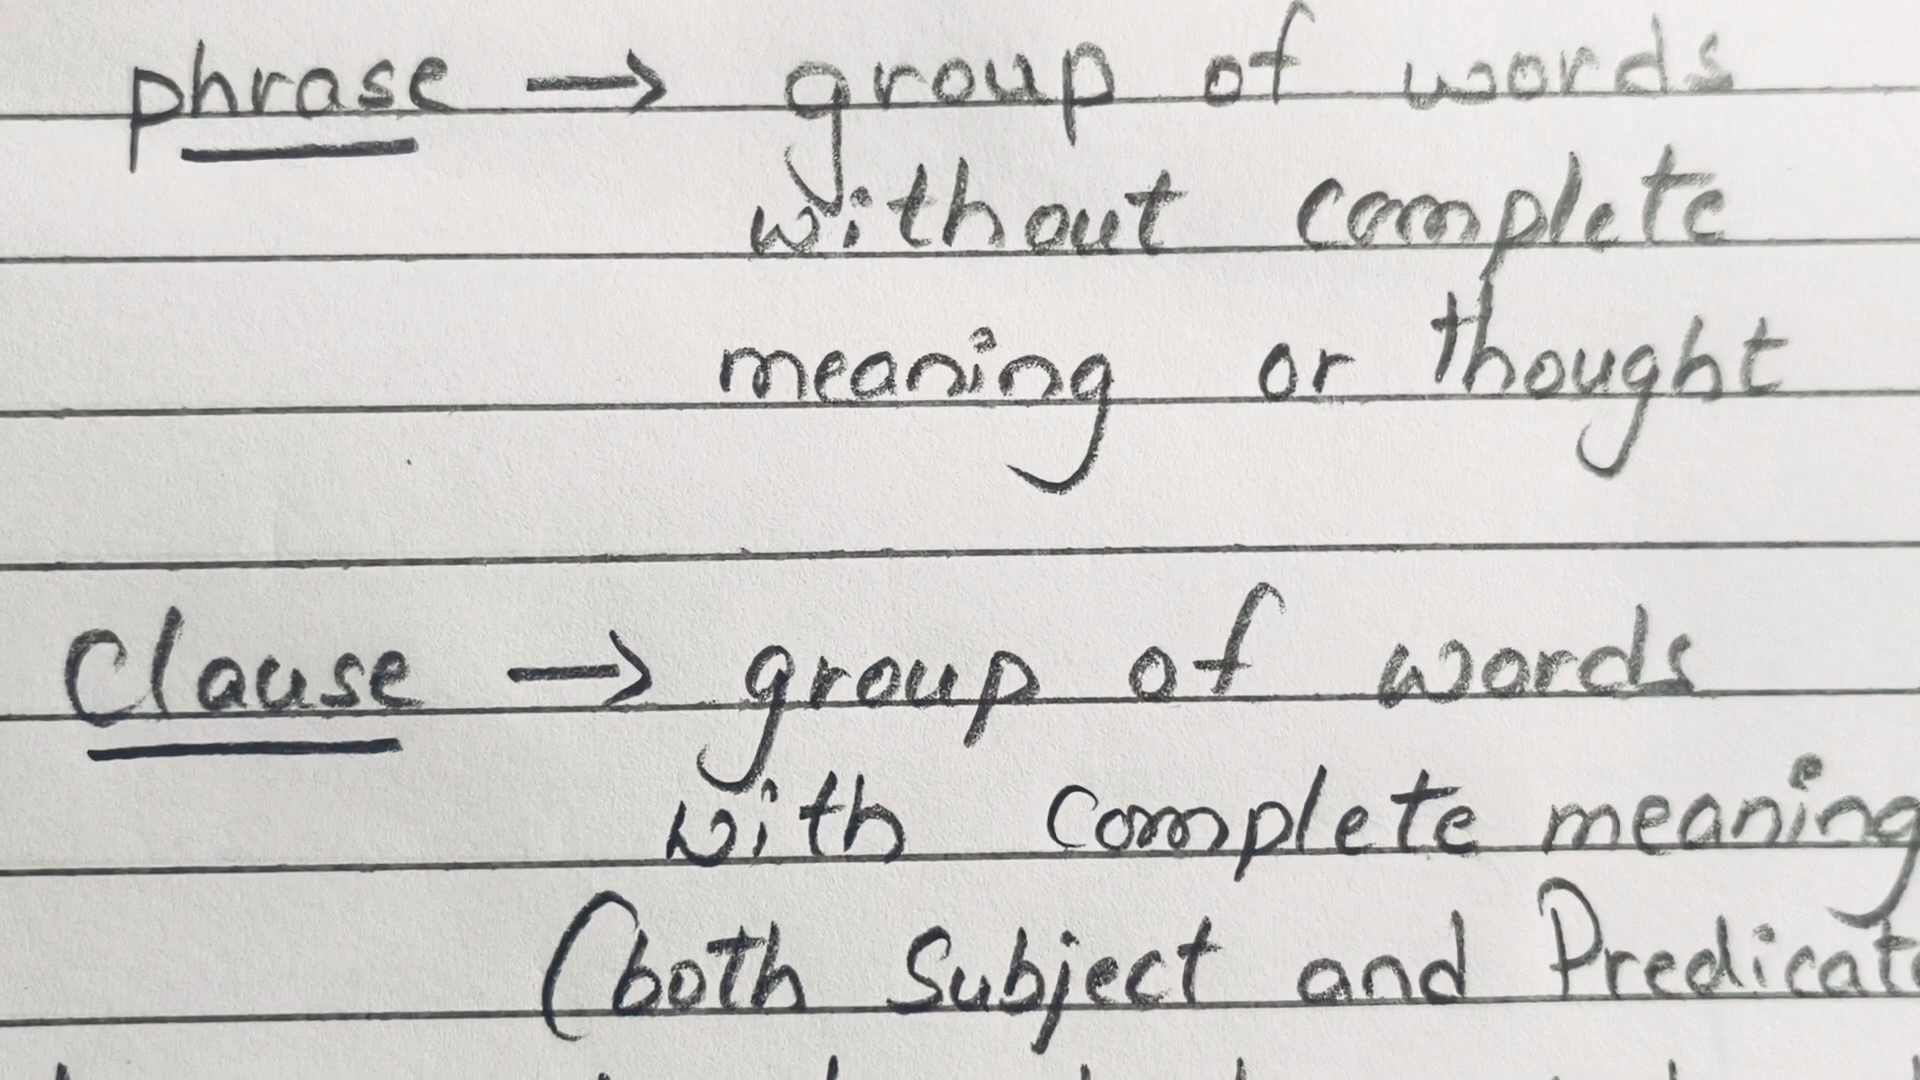 phrase → group of words
without complete
meaning or thought
Clause → group of words
with complete meaning
(both Subject and Predicate